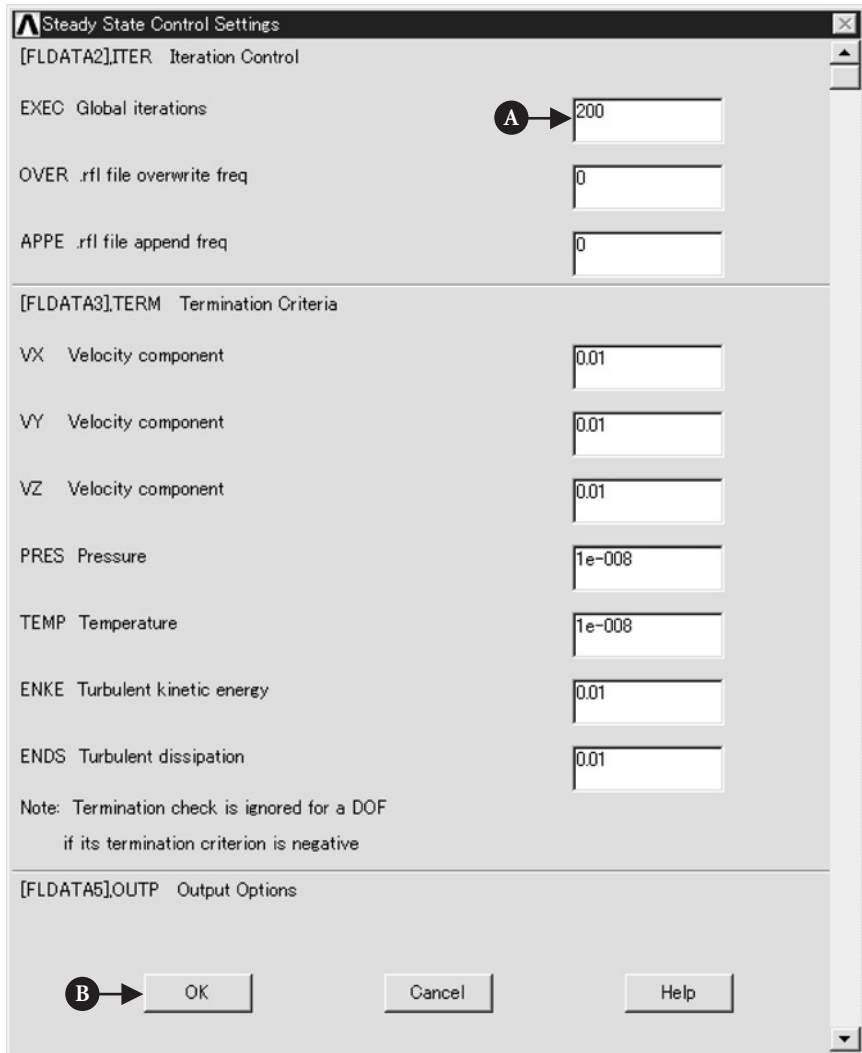 Steady State Control Settings
[FLDATA2],ITER Iteration Control
EXEC Global iterations A 200
OVER .rfl file overwrite freq 0
APPE .rfl file append freq 0
[FLDATA3],TERM Termination Criteria
VX Velocity component 0.01
VY Velocity component 0.01
VZ Velocity component 0.01
PRES Pressure 1e-008
TEMP Temperature 1e-008
ENKE Turbulent kinetic energy 0.01
ENDS Turbulent dissipation 0.01
Note: Termination check is ignored for a DOF
if its termination criterion is negative
[FLDATA5],OUTP Output Options
B OK Cancel Help